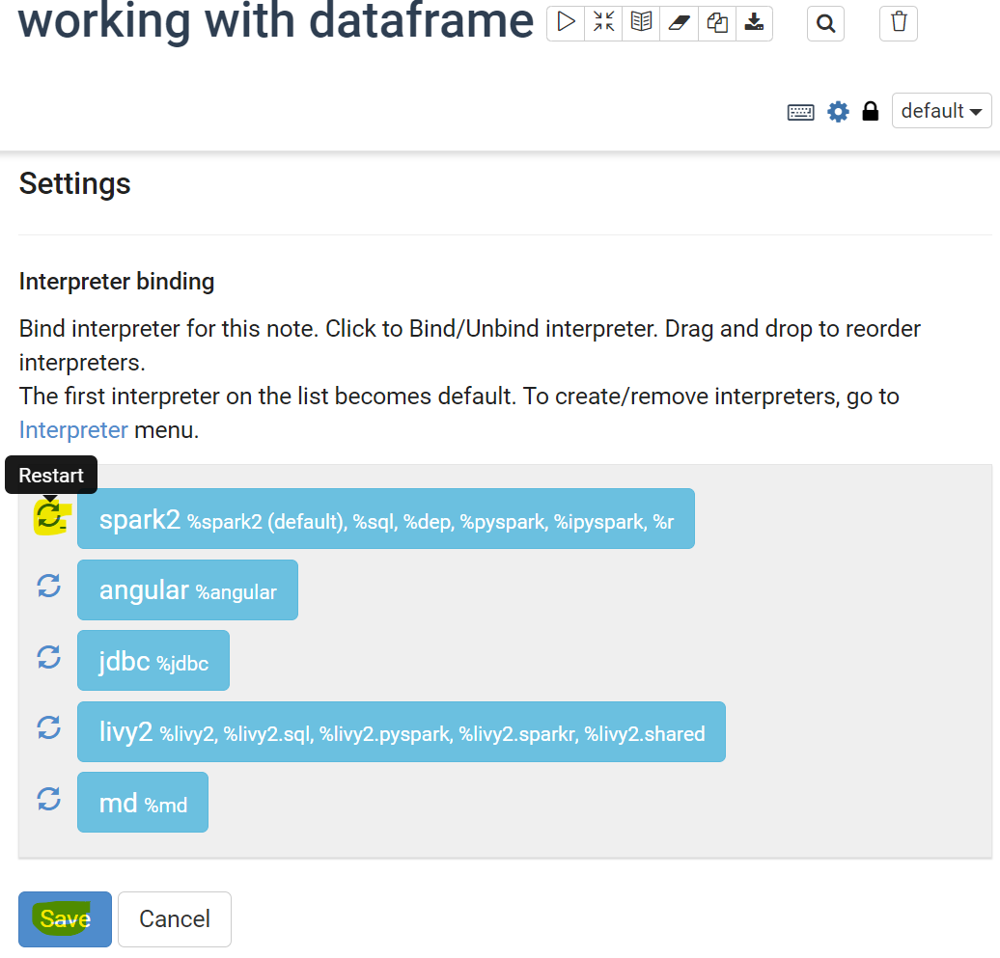 working with dataframe
default
Settings
Interpreter binding
Bind interpreter for this note. Click to Bind/Unbind interpreter. Drag and drop to reorder
interpreters.
The first interpreter on the list becomes default. To create/remove interpreters, go to
Interpreter menu.
Restart
spark2 %spark2 (default), %sql, %dep, %pyspark, %ipyspark, %r
angular %angular
jdbc %jdbc
livy2 %livy2, %livy2.sql, %livy2.pyspark, %livy2.sparkr, %livy2.shared
md %md
Save Cancel